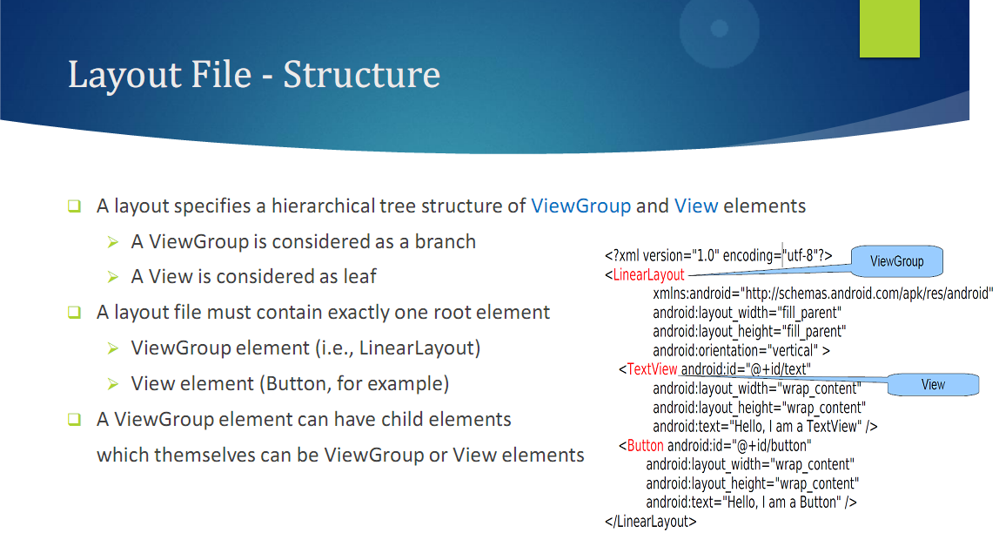 Layout File - Structure
A layout specifies a hierarchical tree structure of ViewGroup and View elements
A ViewGroup is considered as a branch
A View is considered as leaf
A layout file must contain exactly one root element
ViewGroup element (i.e., LinearLayout)
View element (Button, for example)
A ViewGroup element can have child elements
which themselves can be ViewGroup or View elements
<?xml version="1.0" encoding="utf-8"?>
<LinearLayout
xmlns:android="http://schemas.android.com/apk/res/android"
android:layout_width="fill_parent"
android:layout_height="fill_parent"
android:orientation="vertical" >
<TextView android:id="@+id/text"
android:layout_width="wrap_content"
android:layout_height="wrap_content"
android:text="Hello, I am a TextView" />
<Button android:id="@+id/button"
android:layout_width="wrap_content"
android:layout_height="wrap_content"
android:text="Hello, I am a Button" />
</LinearLayout>
ViewGroup
View